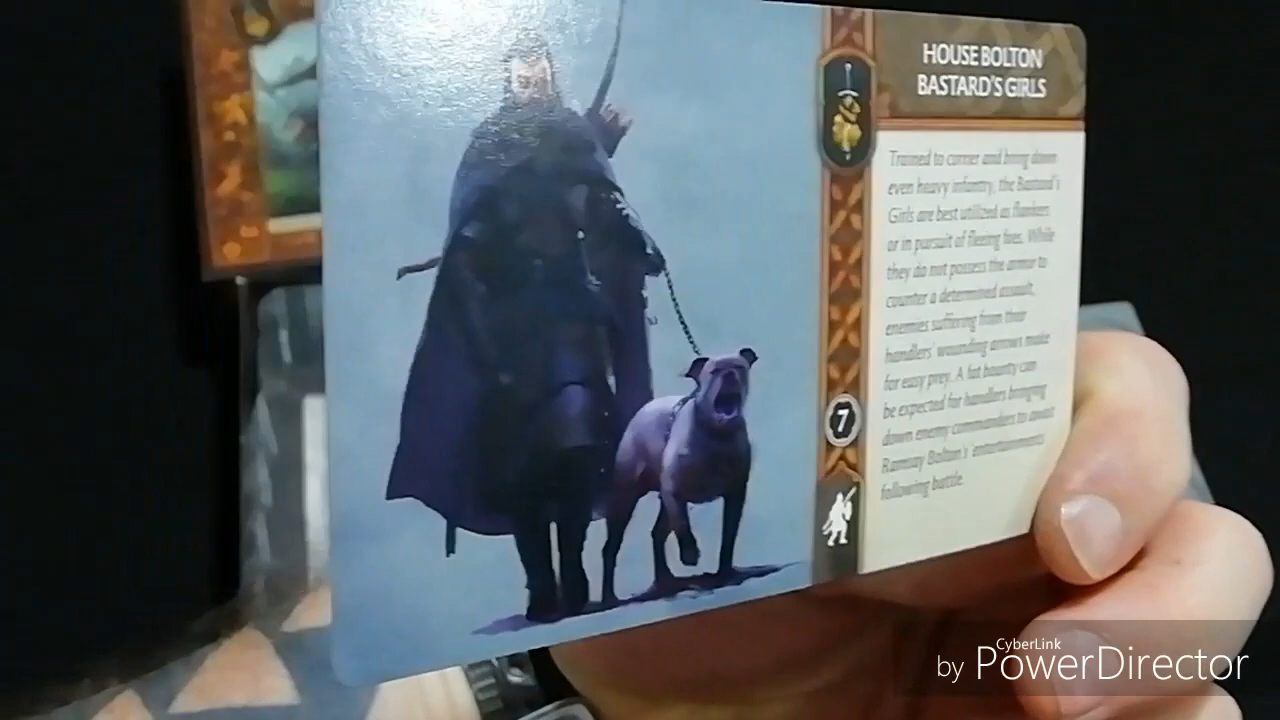 HOUSE BOLTON
BASTARD'S GIRLS
Trained to corner and bring down
even heavy infantry, the Bastard's
Girls are best utilized as flankers
or in pursuit of fleeing foes. While
they do not possess the armor to
counter a determined assault,
enemies suffering from their
handlers' wounding arrows make
for easy prey. A fat bounty can
be expected for handlers bringing
down enemy commanders to await
Ramsay Bolton's entertainments
following battle.
7
CyberLink
by PowerDirector